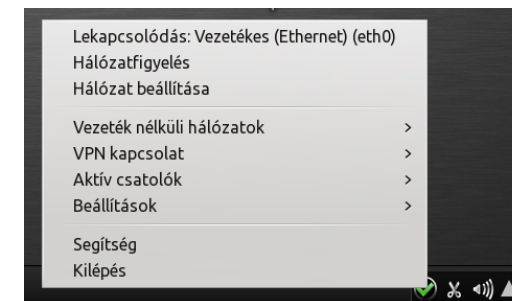 Lekapcsolódás: Vezetékes (Ethernet) (eth0)
Hálózatfigyelés
Hálózat beállítása
Vezeték nélküli hálózatok
VPN kapcsolat
Aktív csatolók
Beállítások
Segítség
Kilépés